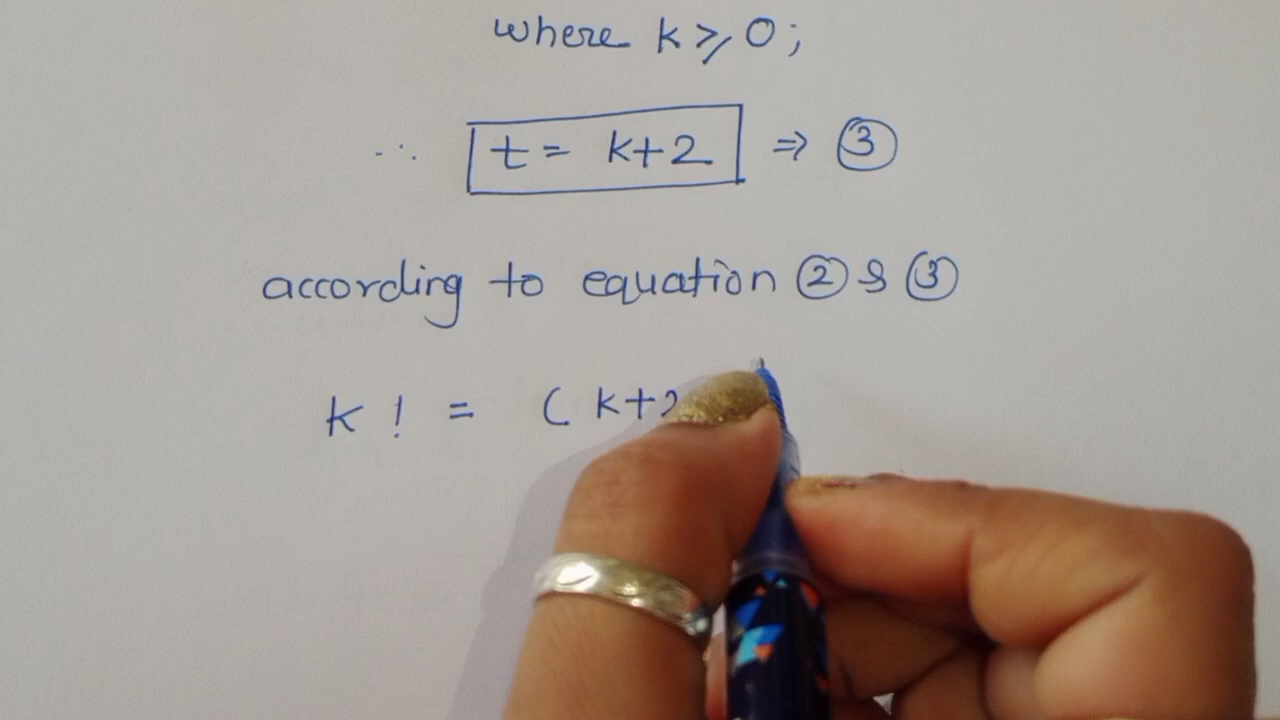 where k ≥ 0;
∴ t = k+2 ⇒ ③
according to equation ② & ③
k! = (k+2